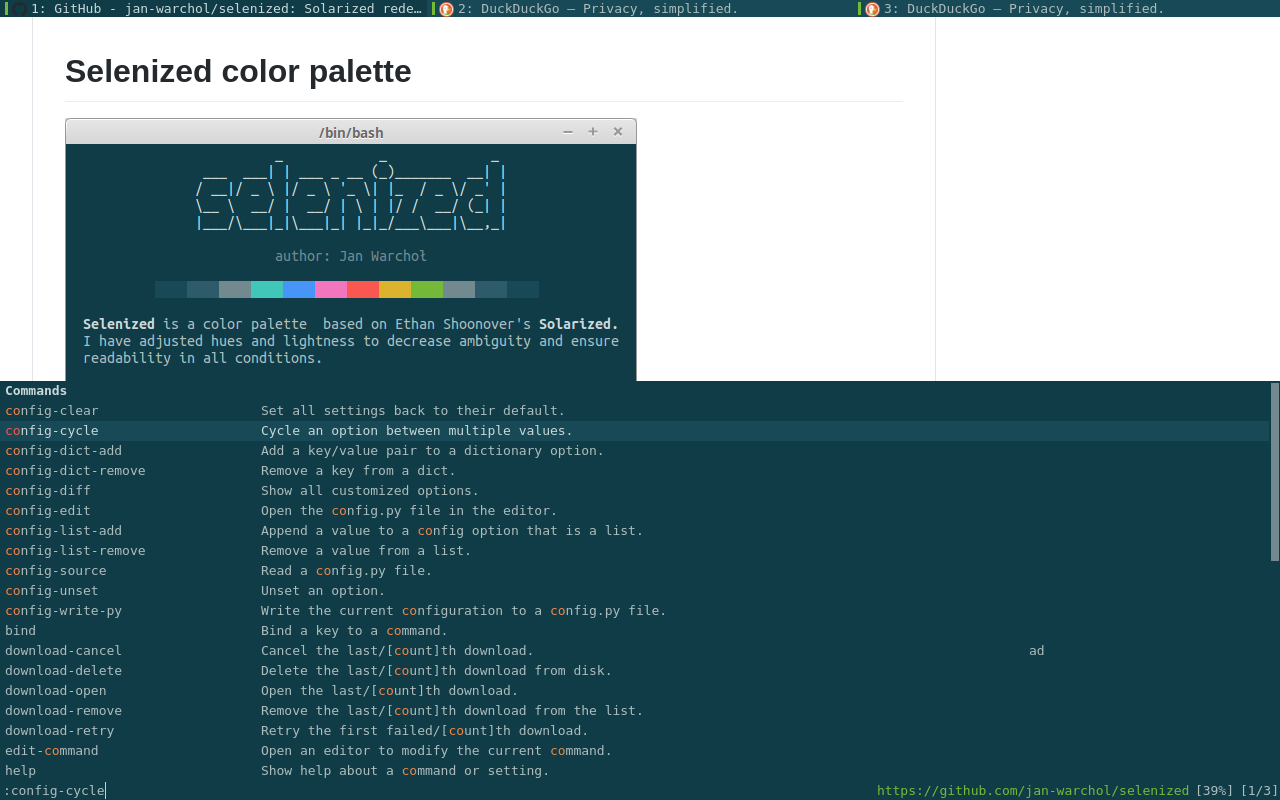 1: GitHub - jan-warchol/selenized: Solarized rede… 2: DuckDuckGo — Privacy, simplified. 3: DuckDuckGo — Privacy, simplified.
Selenized color palette
/bin/bash
selenized
author: Jan Warchoł
Selenized is a color palette based on Ethan Shoonover's Solarized.
I have adjusted hues and lightness to decrease ambiguity and ensure
readability in all conditions.
Commands
config-clear Set all settings back to their default.
config-cycle Cycle an option between multiple values.
config-dict-add Add a key/value pair to a dictionary option.
config-dict-remove Remove a key from a dict.
config-diff Show all customized options.
config-edit Open the config.py file in the editor.
config-list-add Append a value to a config option that is a list.
config-list-remove Remove a value from a list.
config-source Read a config.py file.
config-unset Unset an option.
config-write-py Write the current configuration to a config.py file.
bind Bind a key to a command.
download-cancel Cancel the last/[count]th download. ad
download-delete Delete the last/[count]th download from disk.
download-open Open the last/[count]th download.
download-remove Remove the last/[count]th download from the list.
download-retry Retry the first failed/[count]th download.
edit-command Open an editor to modify the current command.
help Show help about a command or setting.
:config-cycle https://github.com/jan-warchol/selenized [39%] [1/3]